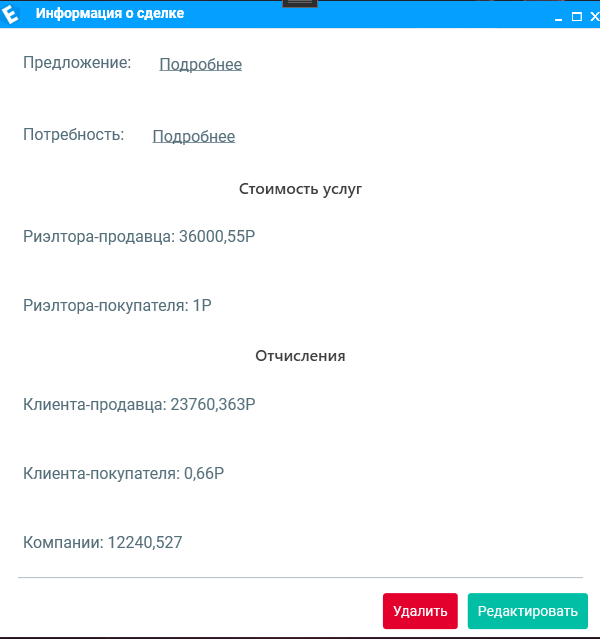 Информация о сделке
Предложение: Подробнее
Потребность: Подробнее
Стоимость услуг
Риэлтора-продавца: 36000,55Р
Риэлтора-покупателя: 1Р
Отчисления
Клиента-продавца: 23760,363Р
Клиента-покупателя: 0,66Р
Компании: 12240,527
Удалить Редактировать